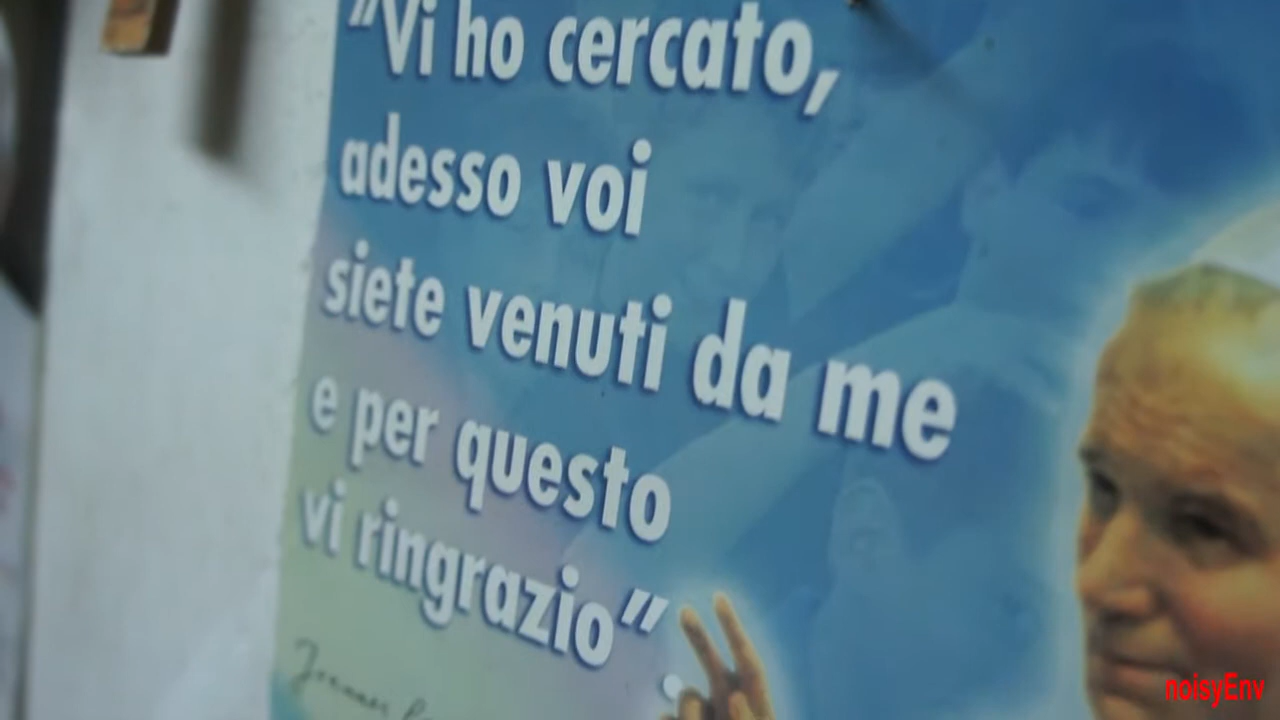 "Vi ho cercato,
adesso voi
siete venuti da me
e per questo
vi ringrazio"
noisyEnv